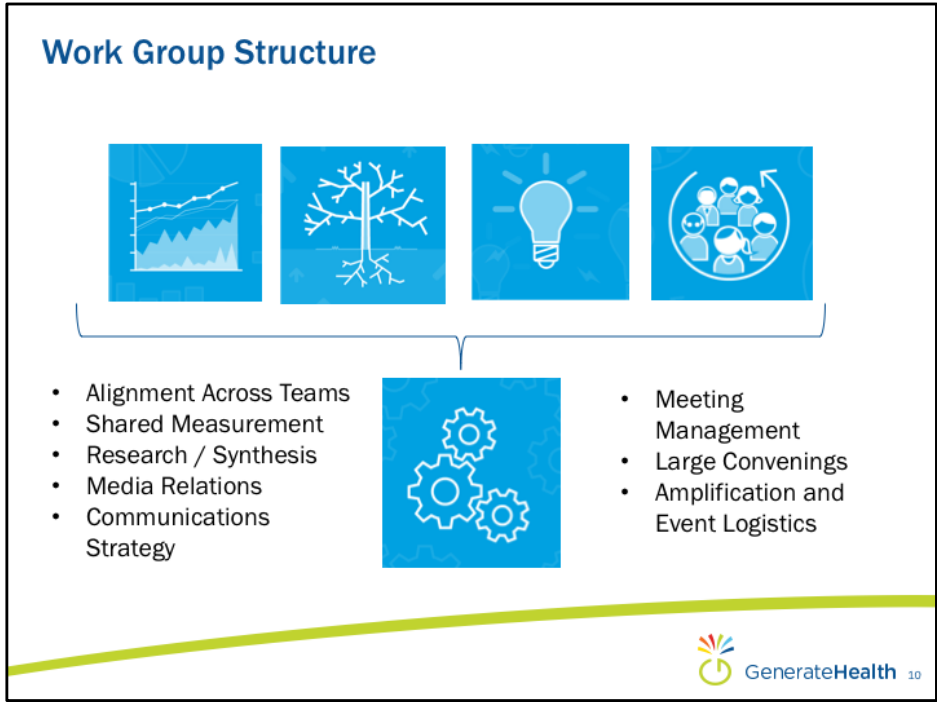 Work Group Structure
• Alignment Across Teams
• Shared Measurement
• Research / Synthesis
• Media Relations
• Communications
Strategy
• Meeting
Management
• Large Convenings
• Amplification and
Event Logistics
GenerateHealth 10